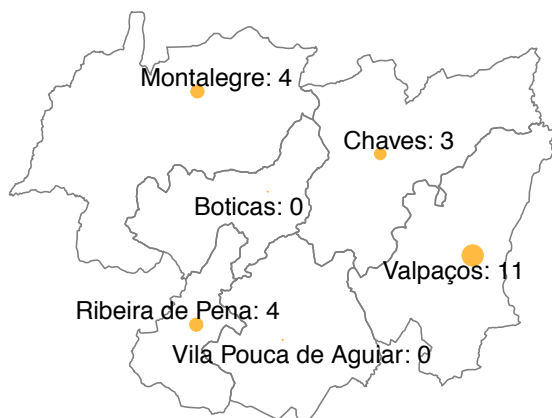 Montalegre: 4
Chaves: 3
Boticas: 0
Valpaços: 11
Ribeira de Pena: 4
Vila Pouca de Aguiar: 0